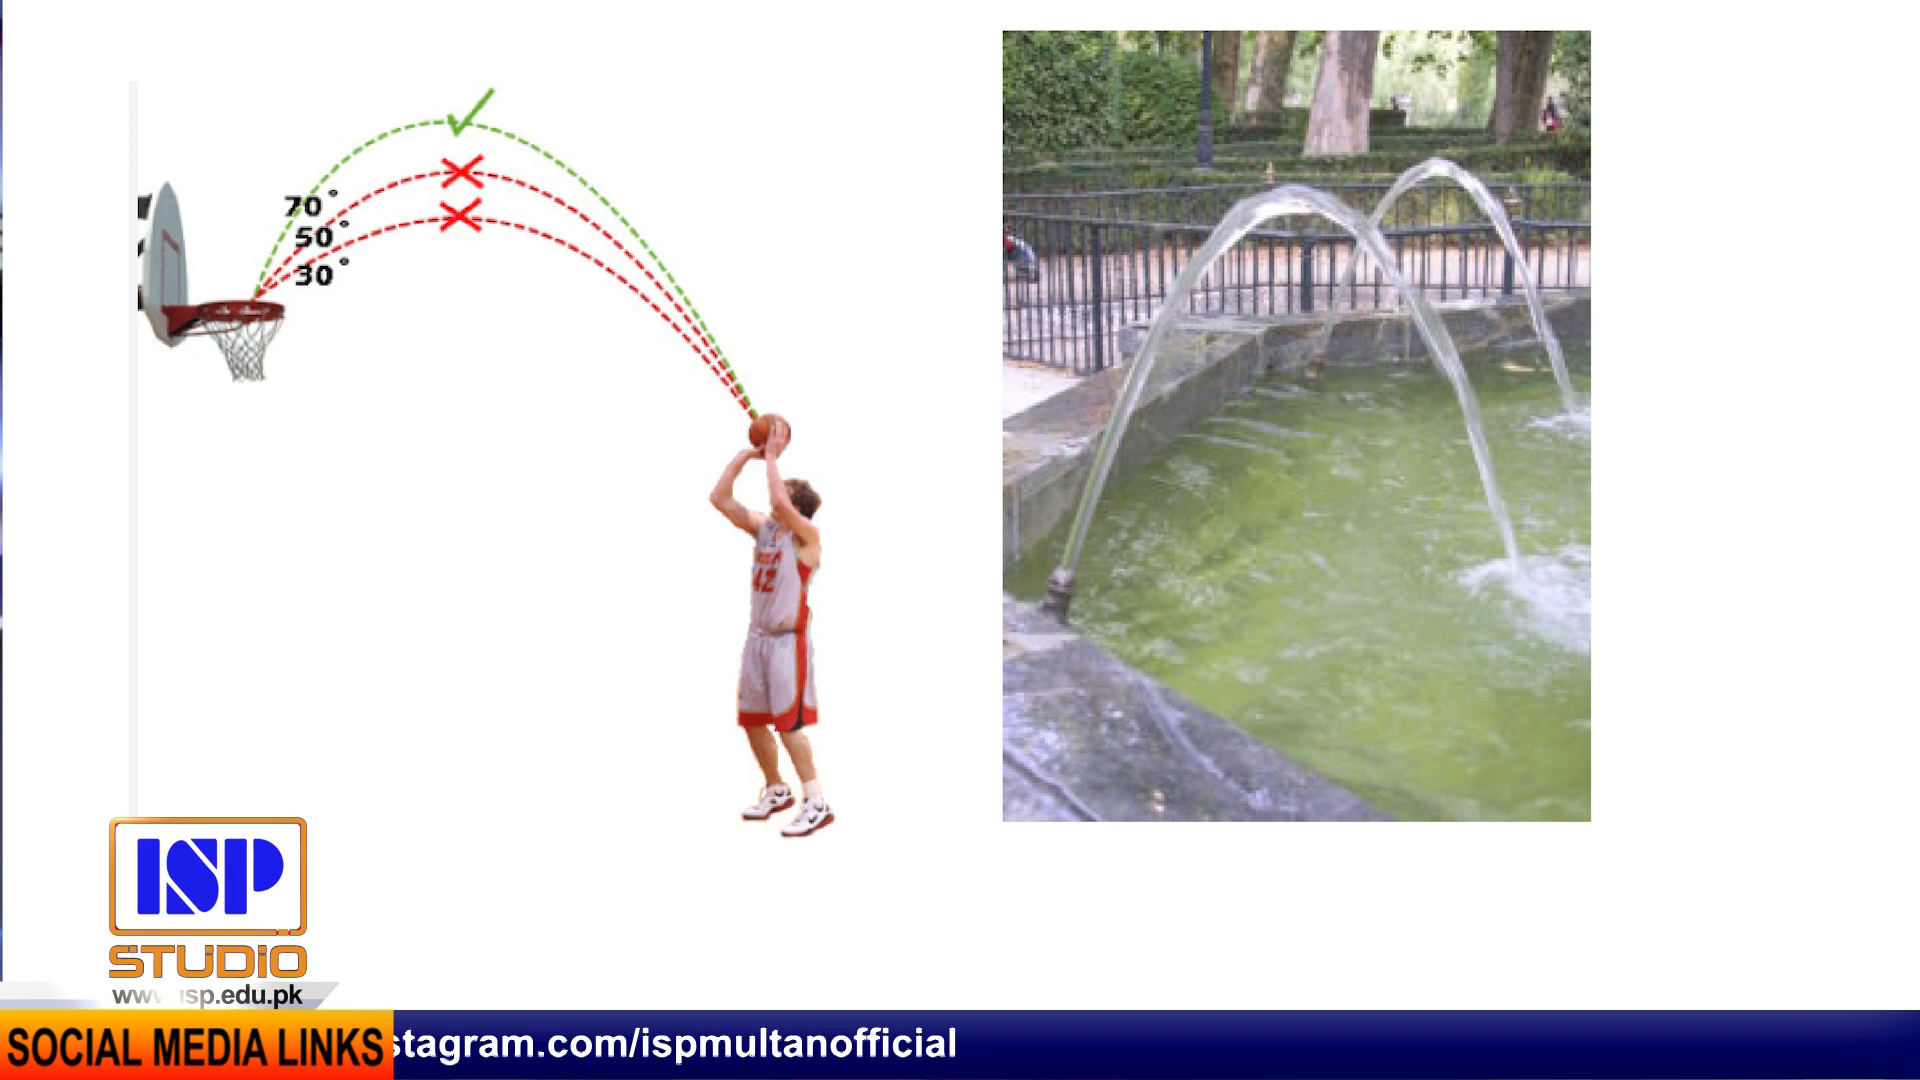 70°
50°
30°
42
ISP
STUDIO
sp.edu.pk
SOCIAL MEDIA LINKS
stagram.com/ispmultanofficial